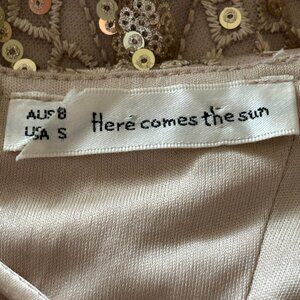 AUS 8
USA S
Here comes the sun